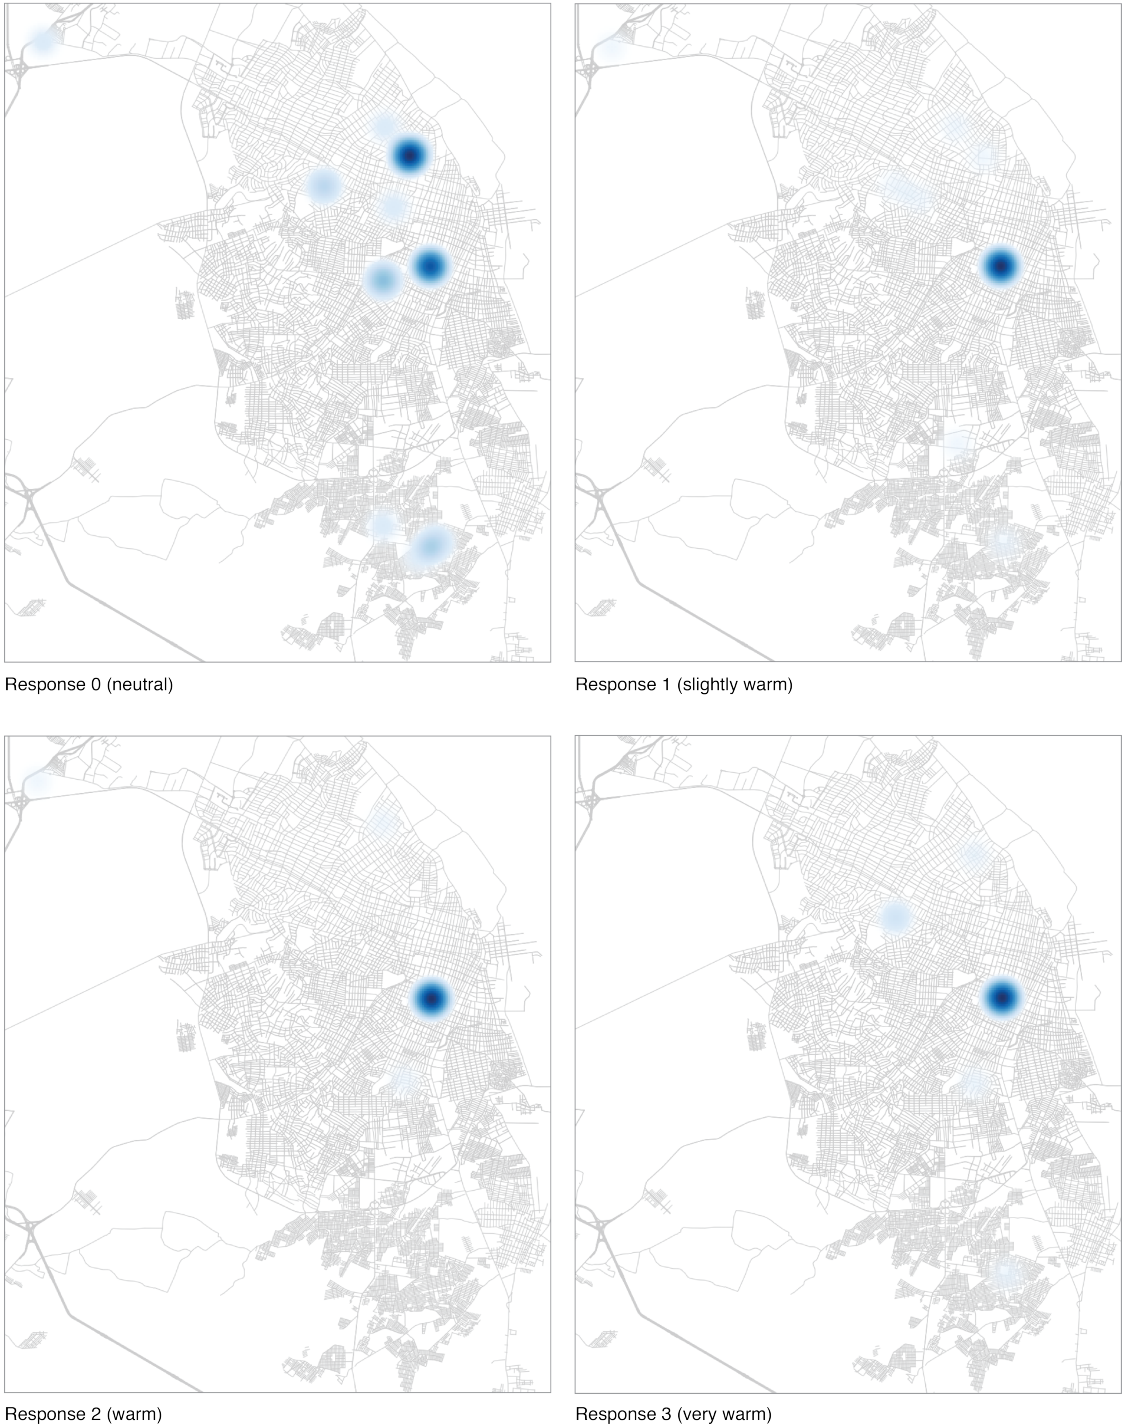 Response 0 (neutral)
Response 1 (slightly warm)
Response 2 (warm)
Response 3 (very warm)